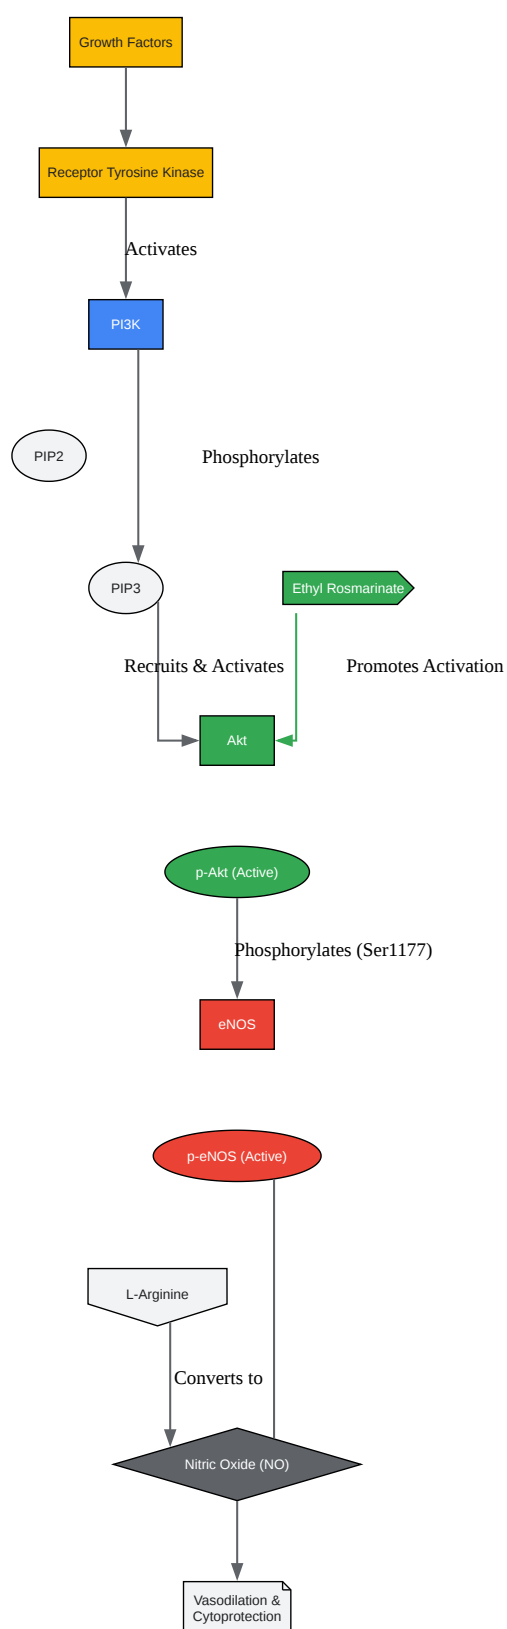 Growth Factors
Receptor Tyrosine Kinase
Activates
PI3K
PIP2
Phosphorylates
PIP3
Ethyl Rosmarinate
Recruits & Activates
Promotes Activation
Akt
p-Akt (Active)
Phosphorylates (Ser1177)
eNOS
p-eNOS (Active)
L-Arginine
Converts to
Nitric Oxide (NO)
Vasodilation &
Cytoprotection